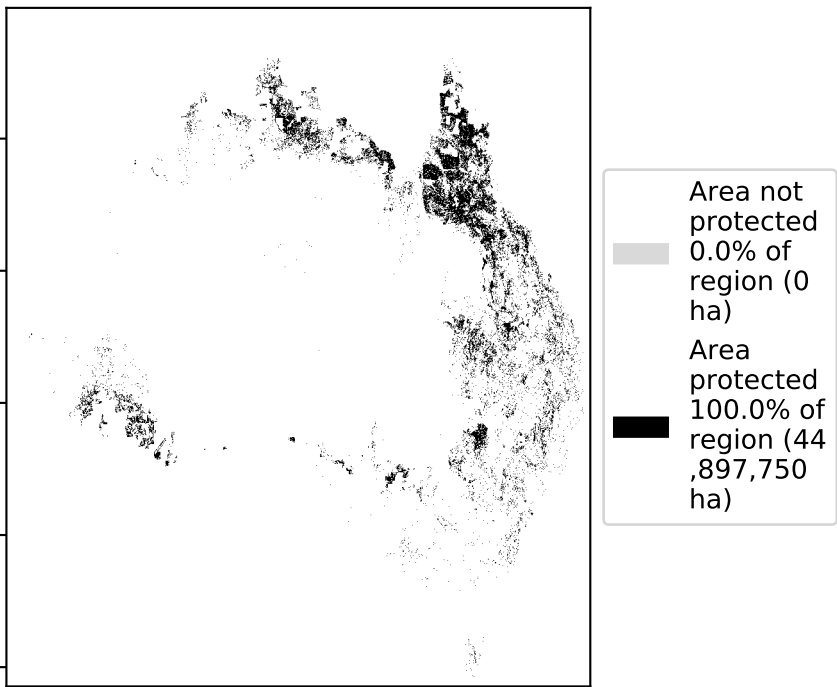 Area not
protected
0.0% of
region (0
ha)
Area
protected
100.0% of
region (44
,897,750
ha)